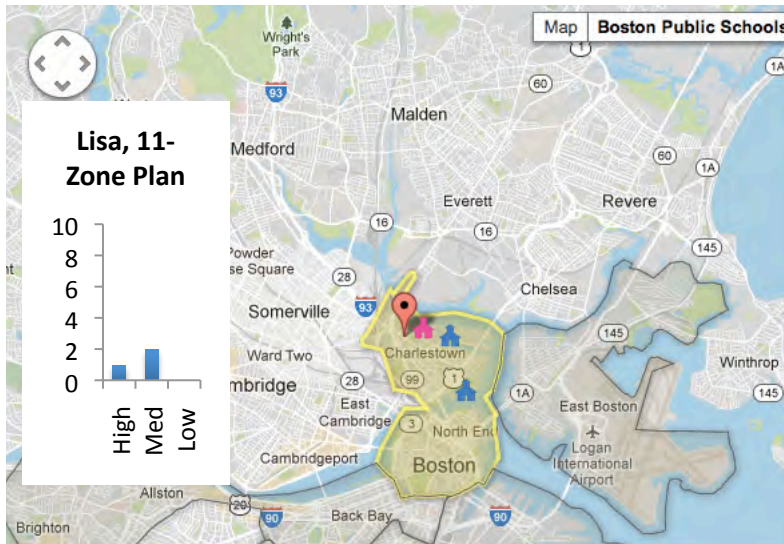 Map
Boston Public Schools
Wright's
Park
1
1A
93
60
Malden
Lisa, 11-
Zone Plan
Medford
60
1A
Everett
Revere
16
16
145
10
8
6
4
2
0
High
Med
Low
Powder
se Square
28
Chelsea
Somerville
93
145
Ward Two
Charlestown
Winthrop
mbridge
28
99
1
1A
145
East
Cambridge
East Boston
3
North End
Logan
International
Airport
Cambridgeport
Boston
Allston
20
90
Back Bay
90
Brighton